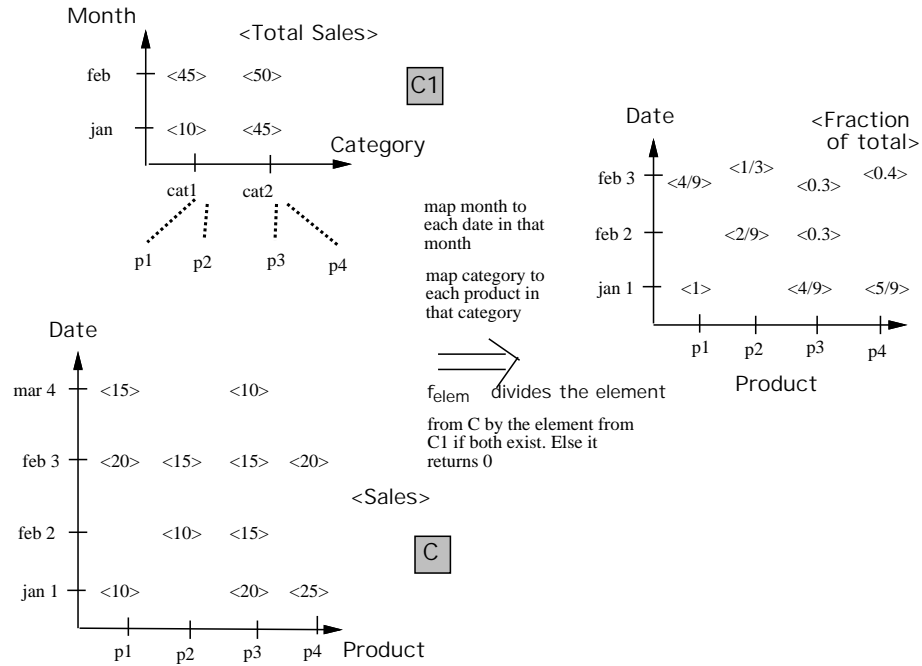 Month
<Total Sales>
feb <45> <50>
C1
jan <10> <45>
Category
cat1 cat2
p1 p2 p3 p4
map month to
each date in that
month
map category to
each product in
that category
felem divides the element
from C by the element from
C1 if both exist. Else it
returns 0
Date
<Fraction
of total>
feb 3 <4/9> <1/3> <0.3> <0.4>
feb 2 <2/9> <0.3>
jan 1 <1> <4/9> <5/9>
p1 p2 p3 p4
Product
Date
mar 4 <15> <10>
feb 3 <20> <15> <15> <20>
<Sales>
feb 2 <10> <15>
C
jan 1 <10> <20> <25>
p1 p2 p3 p4 Product